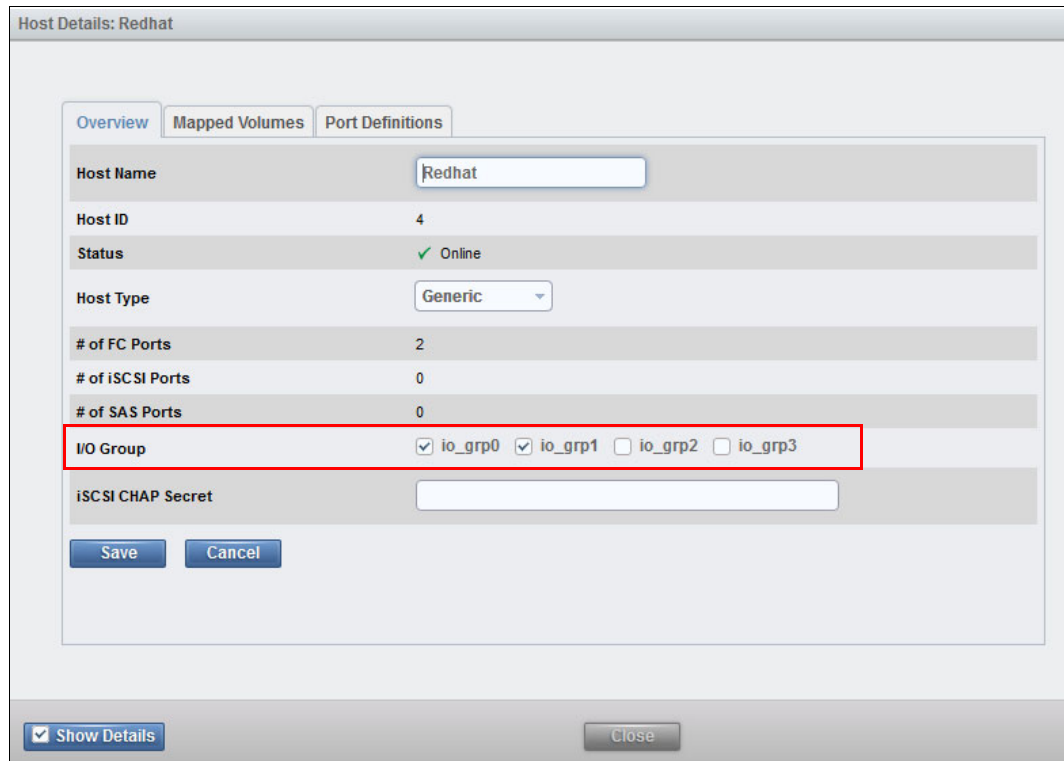 Host Details: Redhat
Overview Mapped Volumes Port Definitions
Host Name Redhat
Host ID 4
Status Online
Host Type Generic
# of FC Ports 2
# of iSCSI Ports 0
# of SAS Ports 0
I/O Group io_grp0 io_grp1 io_grp2 io_grp3
iSCSI CHAP Secret
Save Cancel
Show Details Close